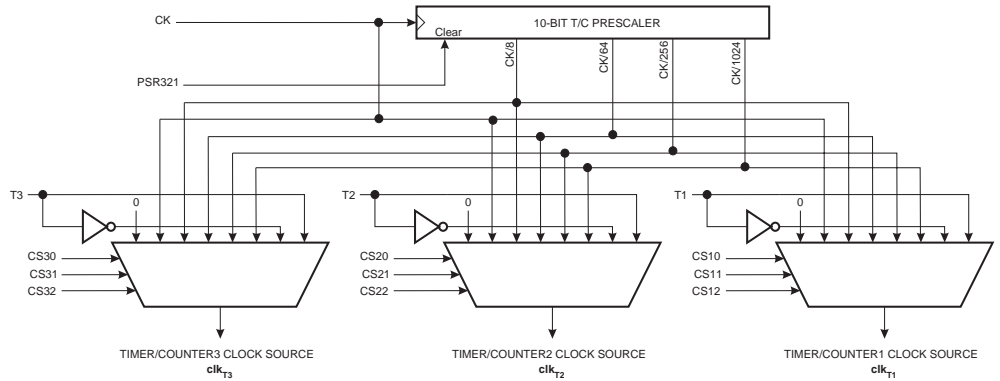 CK
10-BIT T/C PRESCALER
Clear
CK/8
CK/64
CK/256
CK/1024
PSR321
T3
0
T2
0
T1
0
CS30
CS31
CS32
CS20
CS21
CS22
CS10
CS11
CS12
TIMER/COUNTER3 CLOCK SOURCE
clkT3
TIMER/COUNTER2 CLOCK SOURCE
clkT2
TIMER/COUNTER1 CLOCK SOURCE
clkT1